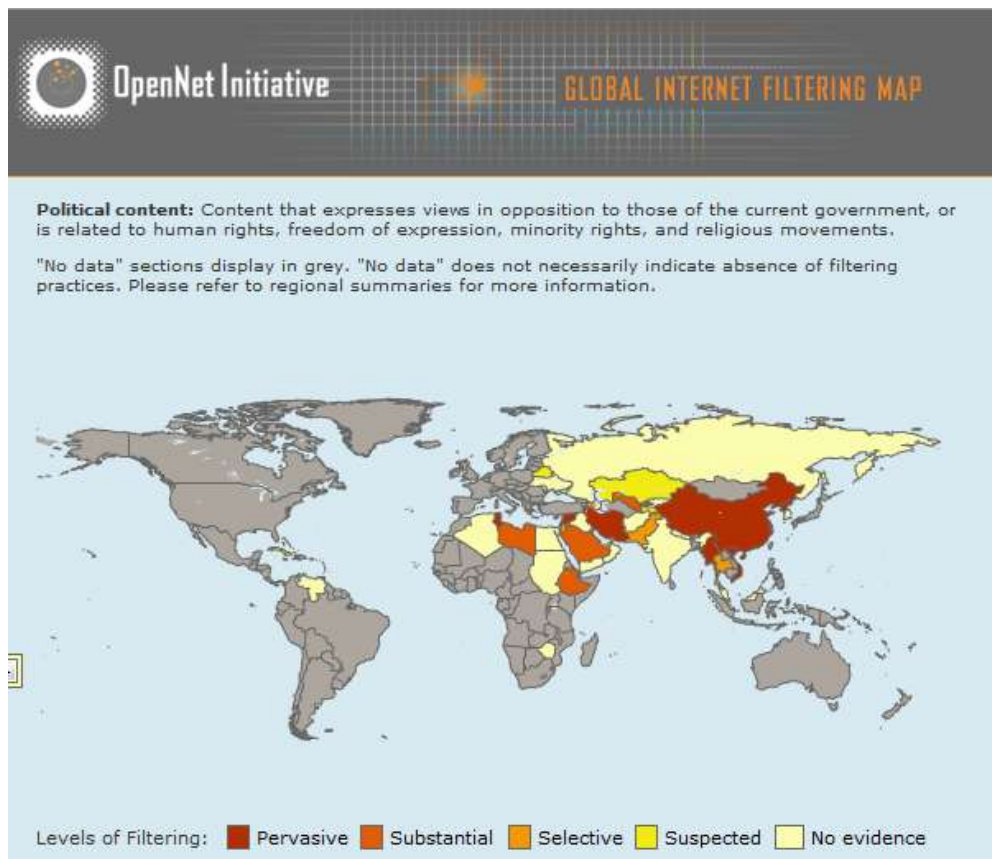 OpenNet Initiative
GLOBAL INTERNET FILTERING MAP
Political content: Content that expresses views in opposition to those of the current government, or
is related to human rights, freedom of expression, minority rights, and religious movements.
"No data" sections display in grey. "No data" does not necessarily indicate absence of filtering
practices. Please refer to regional summaries for more information.
Levels of Filtering: Pervasive Substantial Selective Suspected No evidence